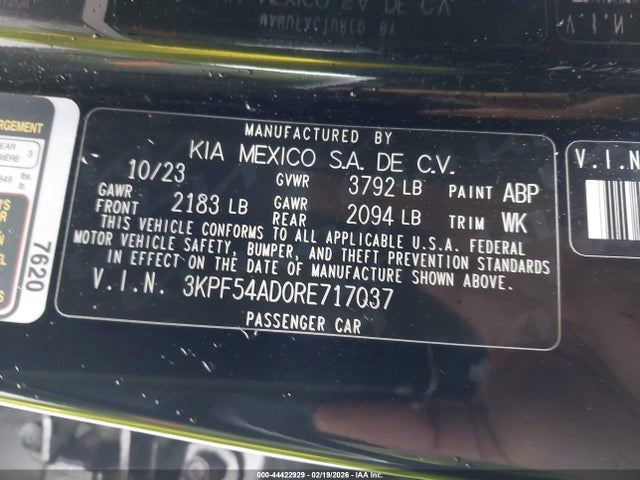 MANUFACTURED BY
KIA MEXICO S.A. DE C.V.
10/23 GVWR 3792 LB PAINT ABP
GAWR FRONT 2183 LB GAWR REAR 2094 LB TRIM WK
THIS VEHICLE CONFORMS TO ALL APPLICABLE U.S.A. FEDERAL
MOTOR VEHICLE SAFETY, BUMPER, AND THEFT PREVENTION STANDARDS
IN EFFECT ON THE DATE OF MANUFACTURE SHOWN ABOVE.
V.I.N. 3KPF54AD0RE717037
PASSENGER CAR
7620
V.I.N
000-44422929 - 02/19/2026 - IAA Inc.